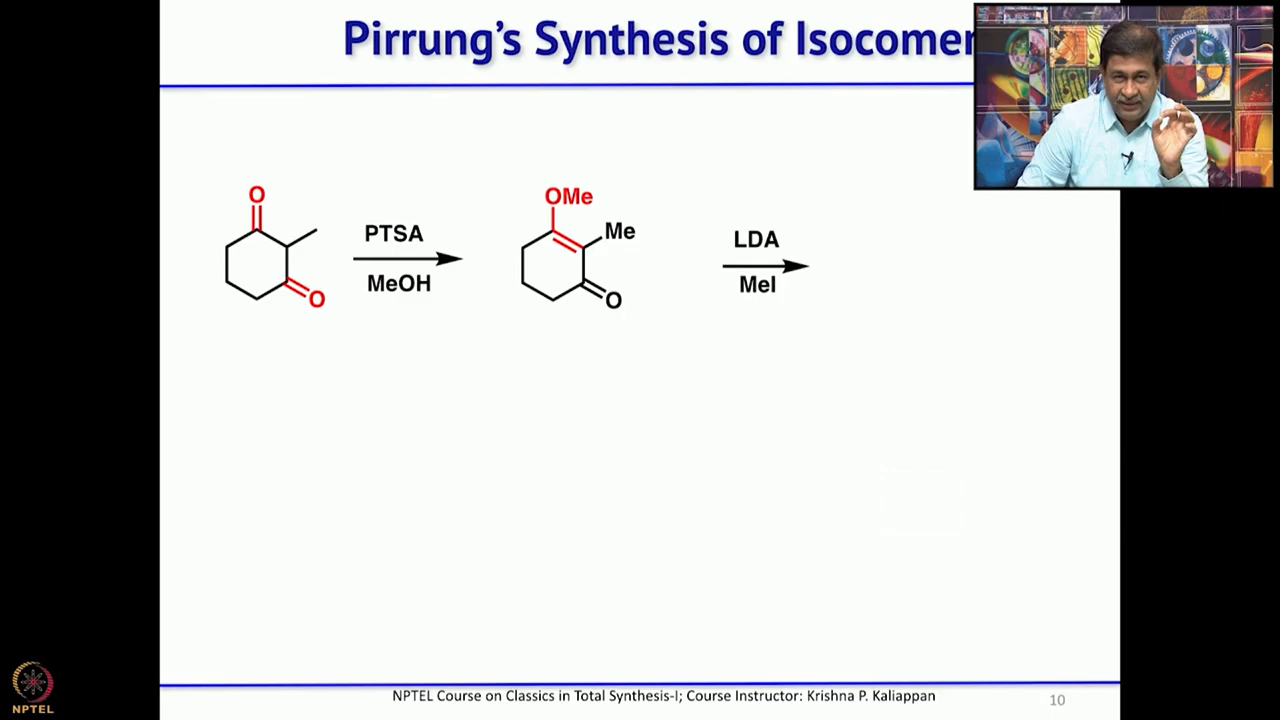 Pirrung's Synthesis of Isocomen
O
PTSA
MeOH
O
OMe
Me
O
LDA
MeI
NPTEL Course on Classics in Total Synthesis-I; Course Instructor: Krishna P. Kaliappan
10
NPTEL